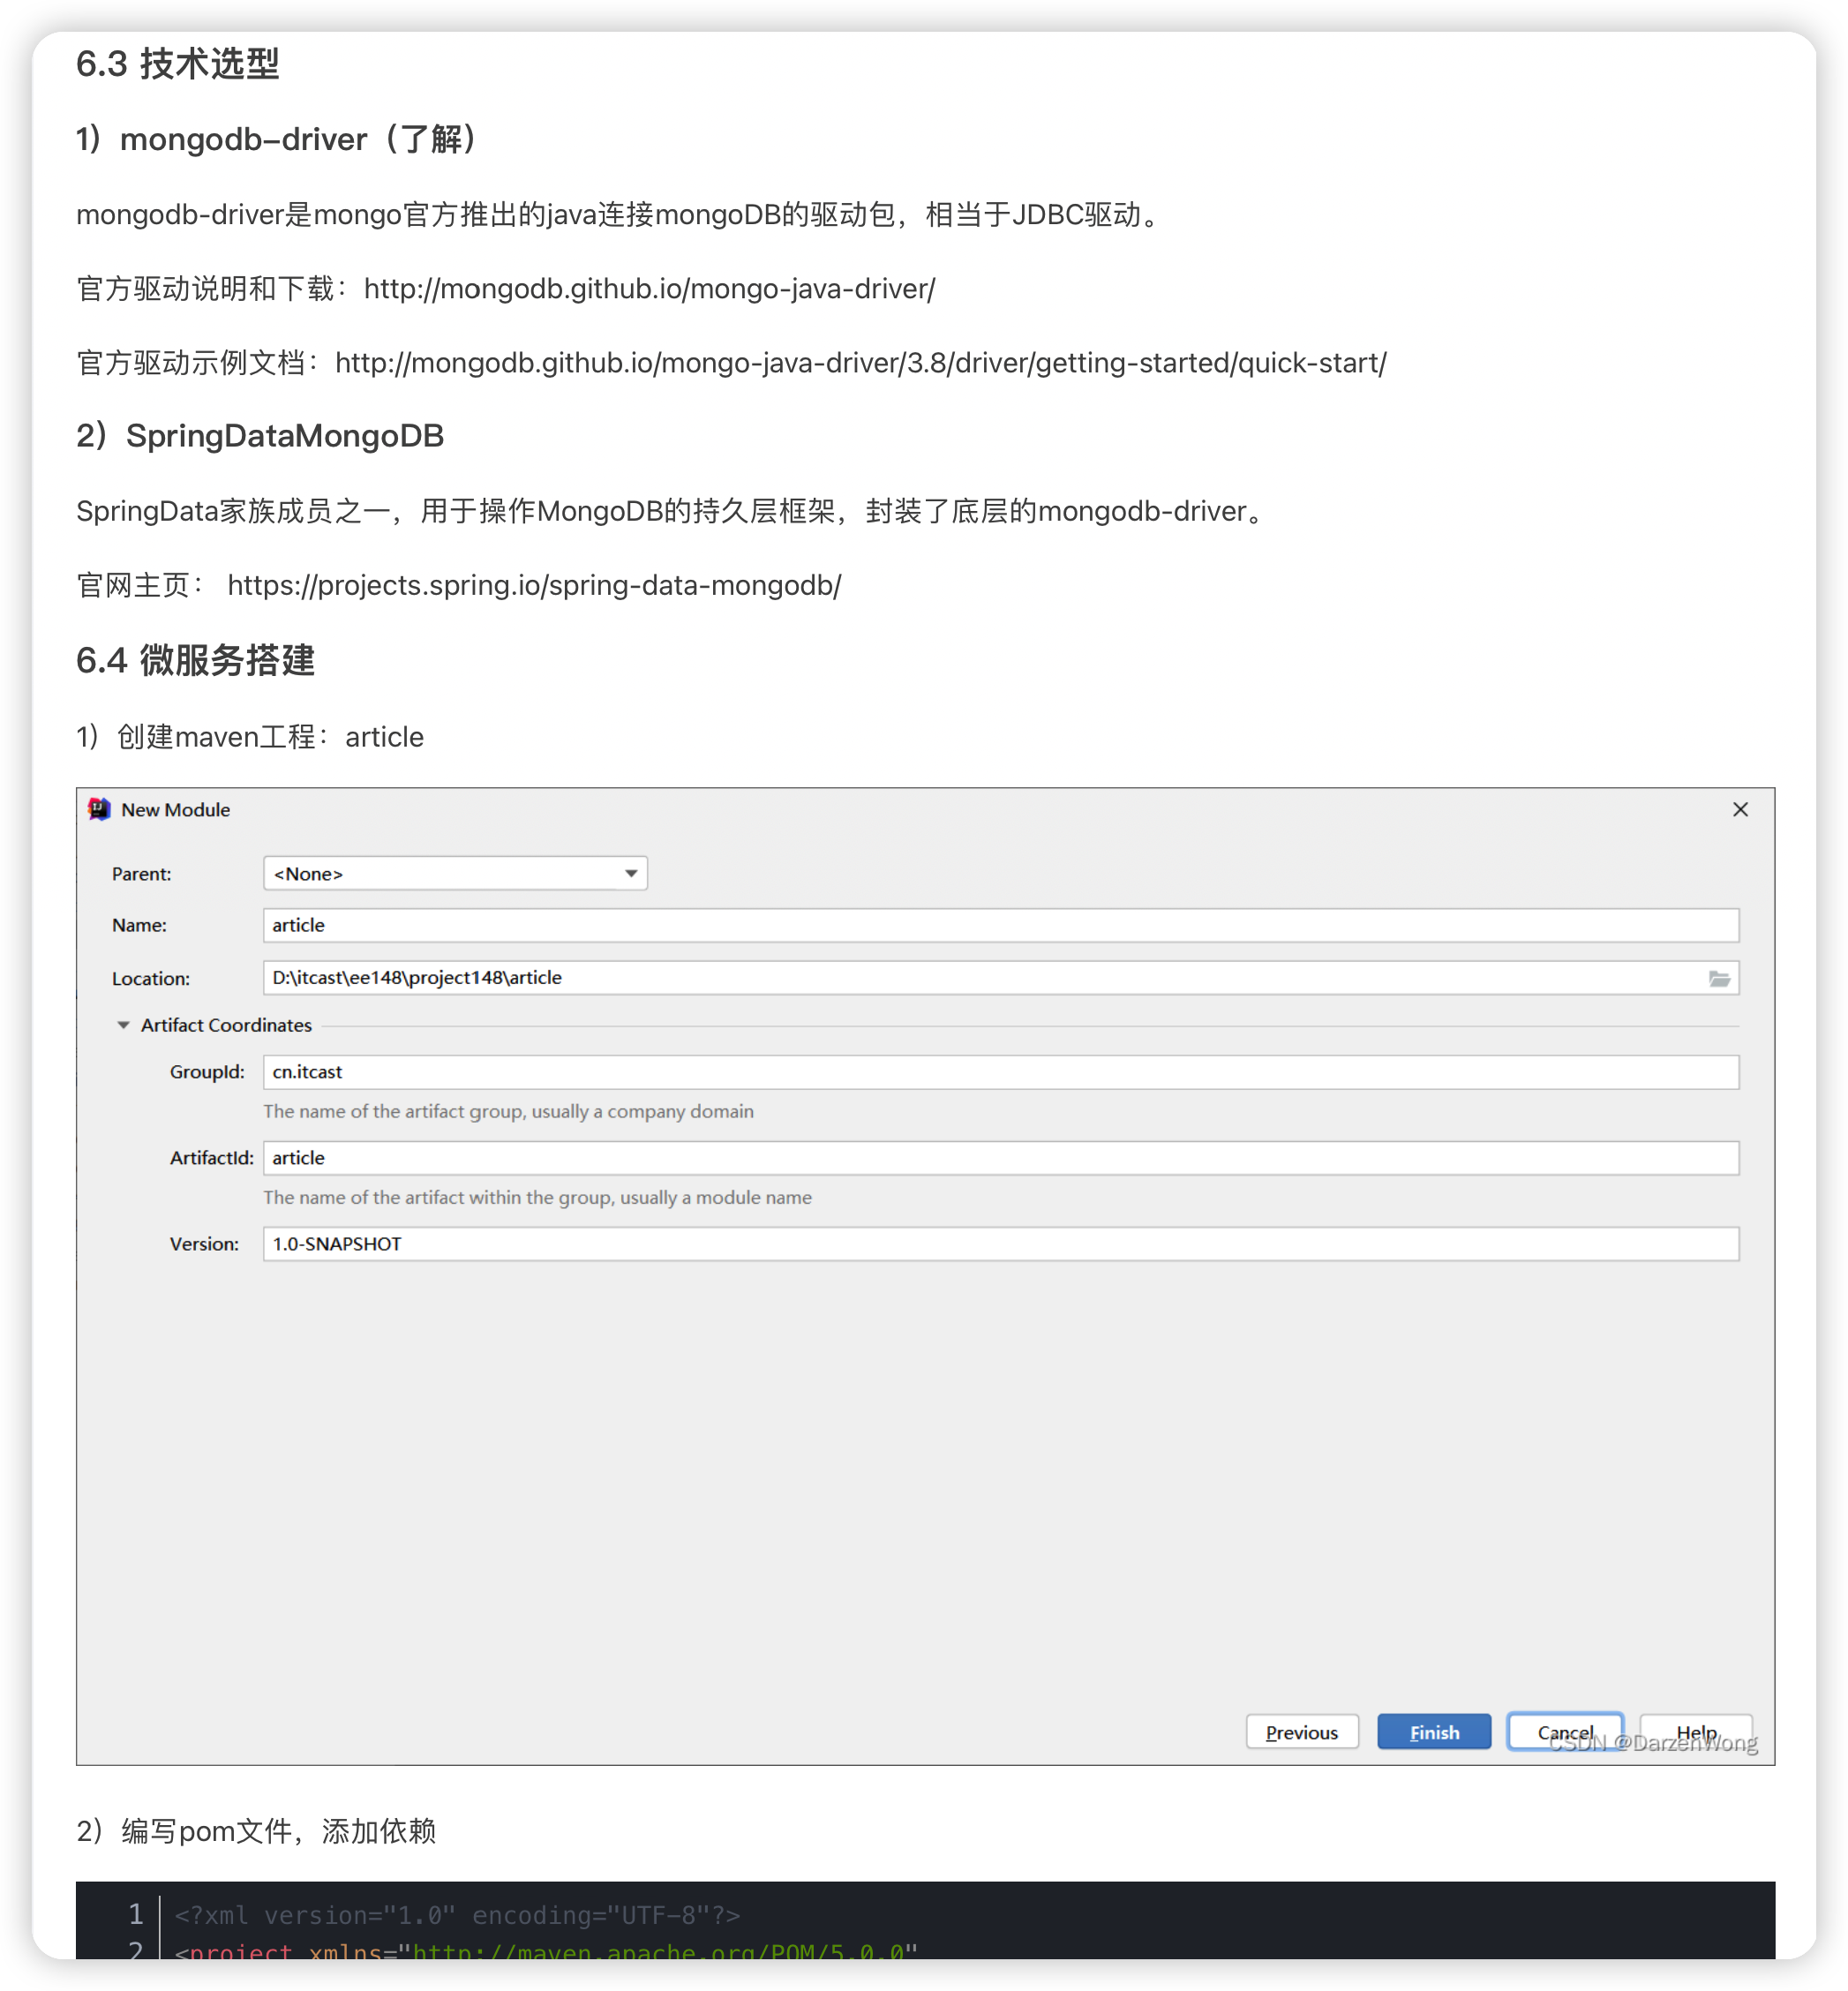 6.3 技术选型
1）mongodb-driver（了解）
mongodb-driver是mongo官方推出的java连接mongoDB的驱动包，相当于JDBC驱动。
官方驱动说明和下载：http://mongodb.github.io/mongo-java-driver/
官方驱动示例文档：http://mongodb.github.io/mongo-java-driver/3.8/driver/getting-started/quick-start/
2）SpringDataMongoDB
SpringData家族成员之一，用于操作MongoDB的持久层框架，封装了底层的mongodb-driver。
官网主页： https://projects.spring.io/spring-data-mongodb/
6.4 微服务搭建
1）创建maven工程：article
New Module
Parent: <None>
Name: article
Location: D:\itcast\ee148\project148\article
Artifact Coordinates
GroupId: cn.itcast
The name of the artifact group, usually a company domain
ArtifactId: article
The name of the artifact within the group, usually a module name
Version: 1.0-SNAPSHOT
Previous Finish Cancel Help
CSDN @DarzenWong
2）编写pom文件，添加依赖
1 <?xml version="1.0" encoding="UTF-8"?>
2 <project xmlns="http://maven.apache.org/POM/5.0.0"